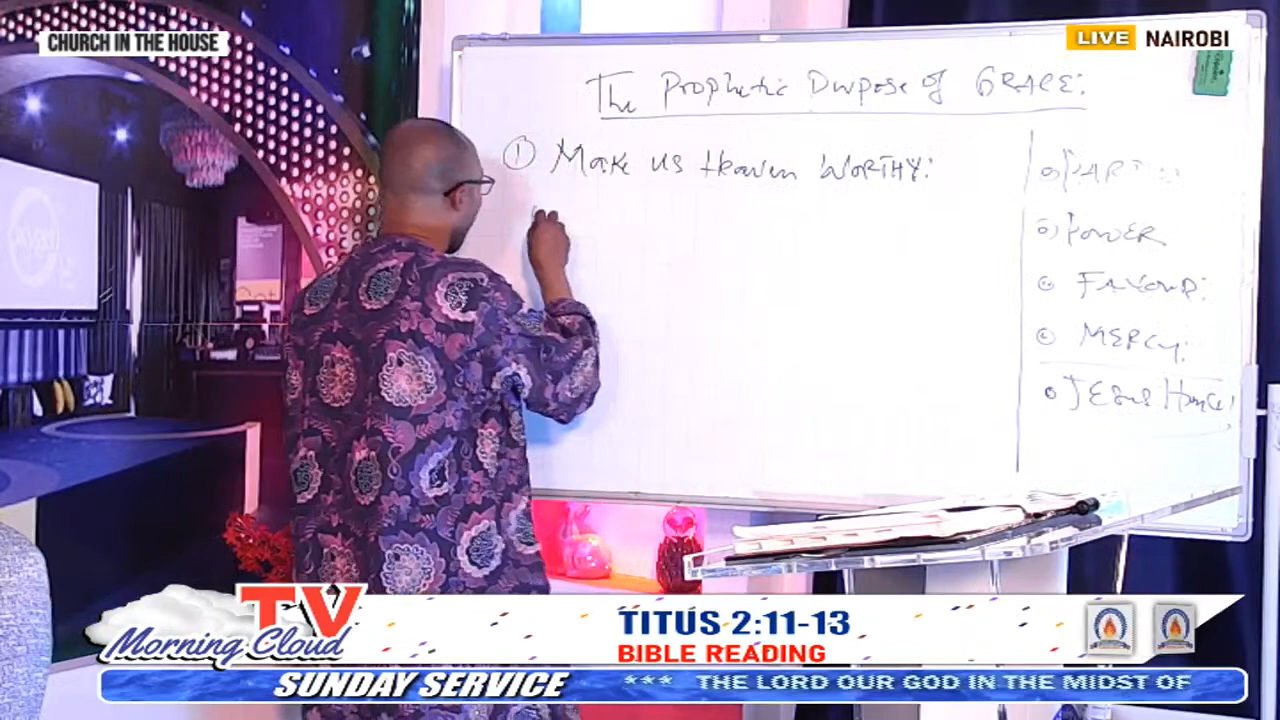 CHURCH IN THE HOUSE
LIVE NAIROBI
The Prophetic Purpose of GRACE:
① Make us Heaven WORTHY:
POWER
FAVOUR:
MERCY:
JESUS
TV
Morning Cloud
TITUS 2:11-13
BIBLE READING
SUNDAY SERVICE
*** THE LORD OUR GOD IN THE MIDST OF